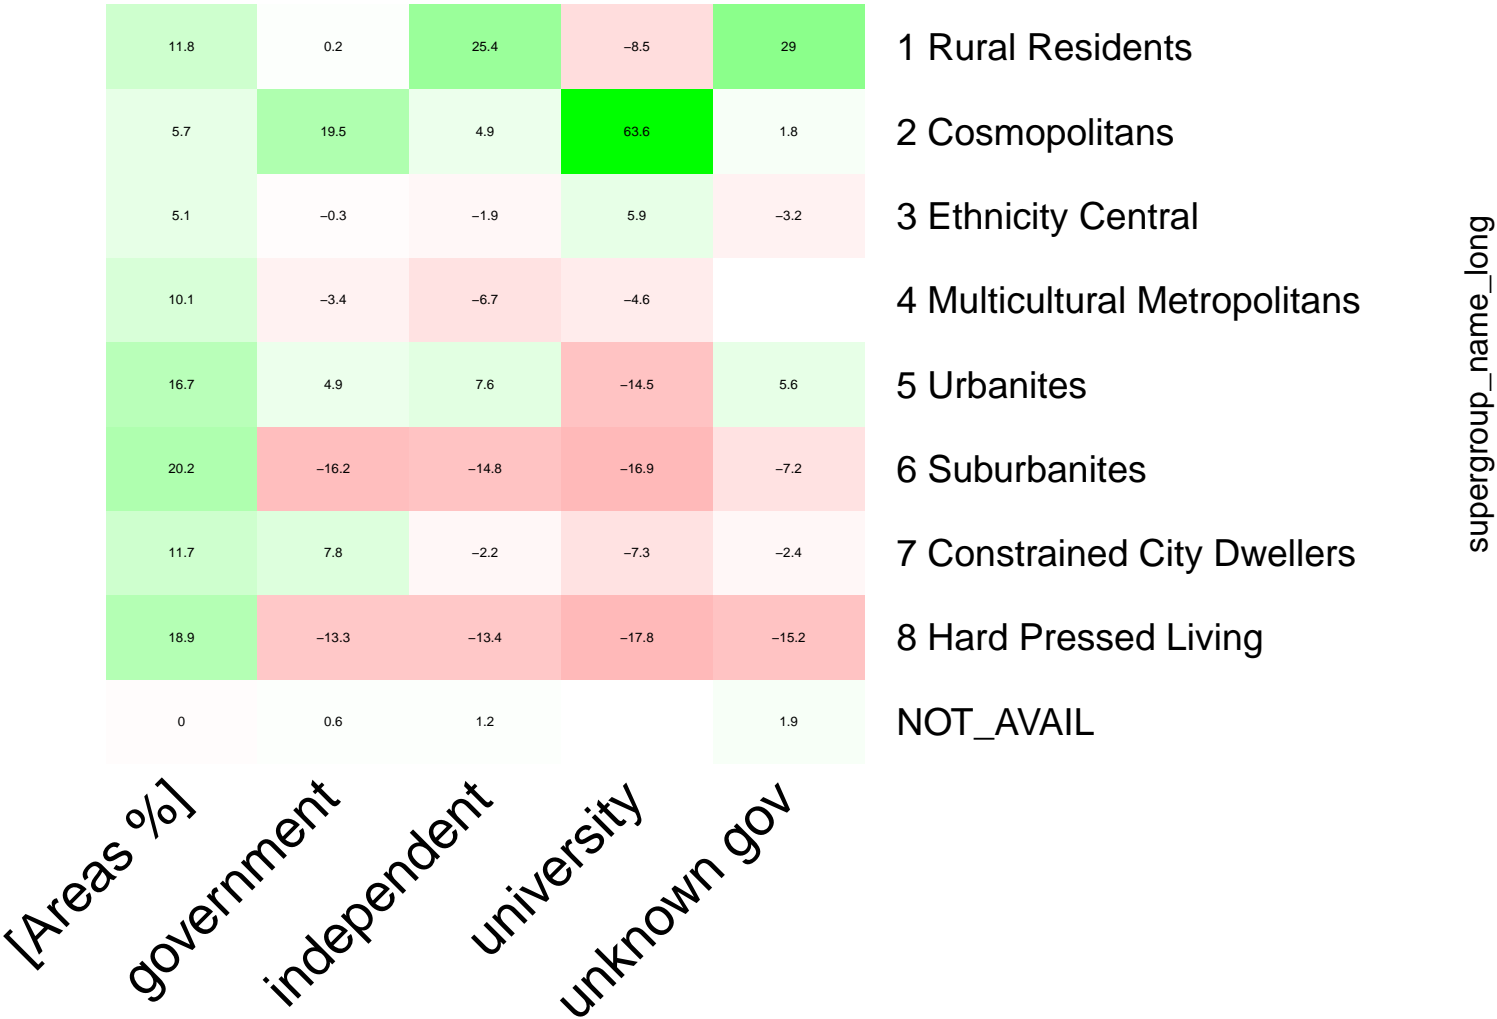 11.8 0.2 25.4 −8.5 29 1 Rural Residents
5.7 19.5 4.9 63.6 1.8 2 Cosmopolitans
5.1 −0.3 −1.9 5.9 −3.2 3 Ethnicity Central
10.1 −3.4 −6.7 −4.6 4 Multicultural Metropolitans
16.7 4.9 7.6 −14.5 5.6 5 Urbanites
20.2 −16.2 −14.8 −16.9 −7.2 6 Suburbanites
11.7 7.8 −2.2 −7.3 −2.4 7 Constrained City Dwellers
18.9 −13.3 −13.4 −17.8 −15.2 8 Hard Pressed Living
0 0.6 1.2 1.9 NOT_AVAIL
[Areas %]
government
independent
university
unknown gov
supergroup_name_long